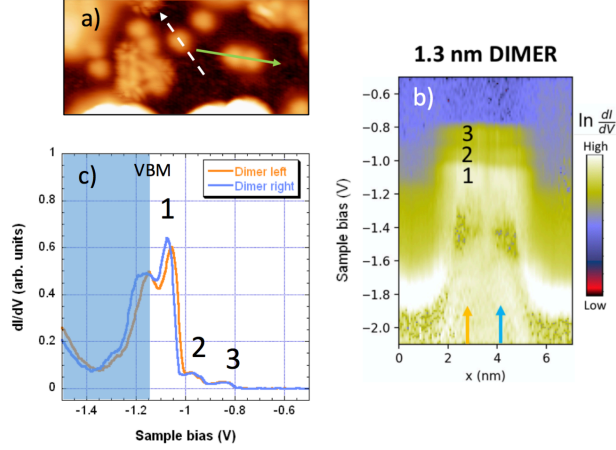 a)
1.3 nm DIMER
b)
3
2
1
Sample bias (V)
-0.6
-0.8
-1.0
-1.2
-1.4
-1.6
-1.8
-2.0
0
2
4
6
x (nm)
ln dI/dV
High
Low
c)
VBM
Dimer left
Dimer right
1
2
3
dI/dV (arb. units)
1
0.8
0.6
0.4
0.2
0
-1.4
-1.2
-1
-0.8
-0.6
Sample bias (V)